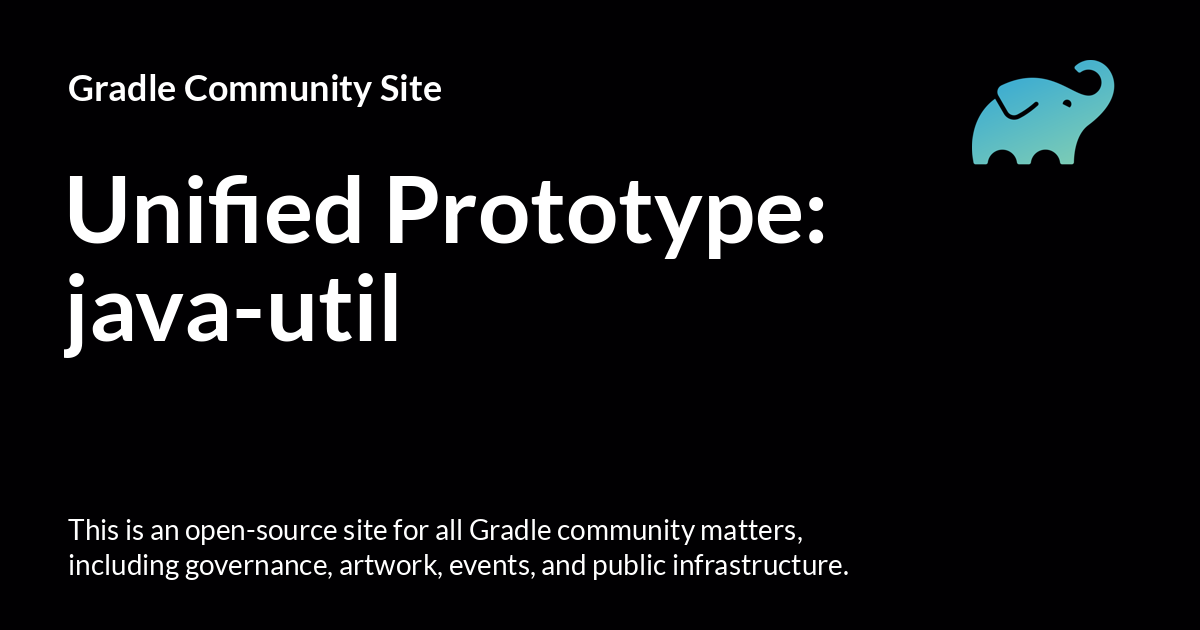 Gradle Community Site
Unified Prototype:
java-util
This is an open-source site for all Gradle community matters,
including governance, artwork, events, and public infrastructure.